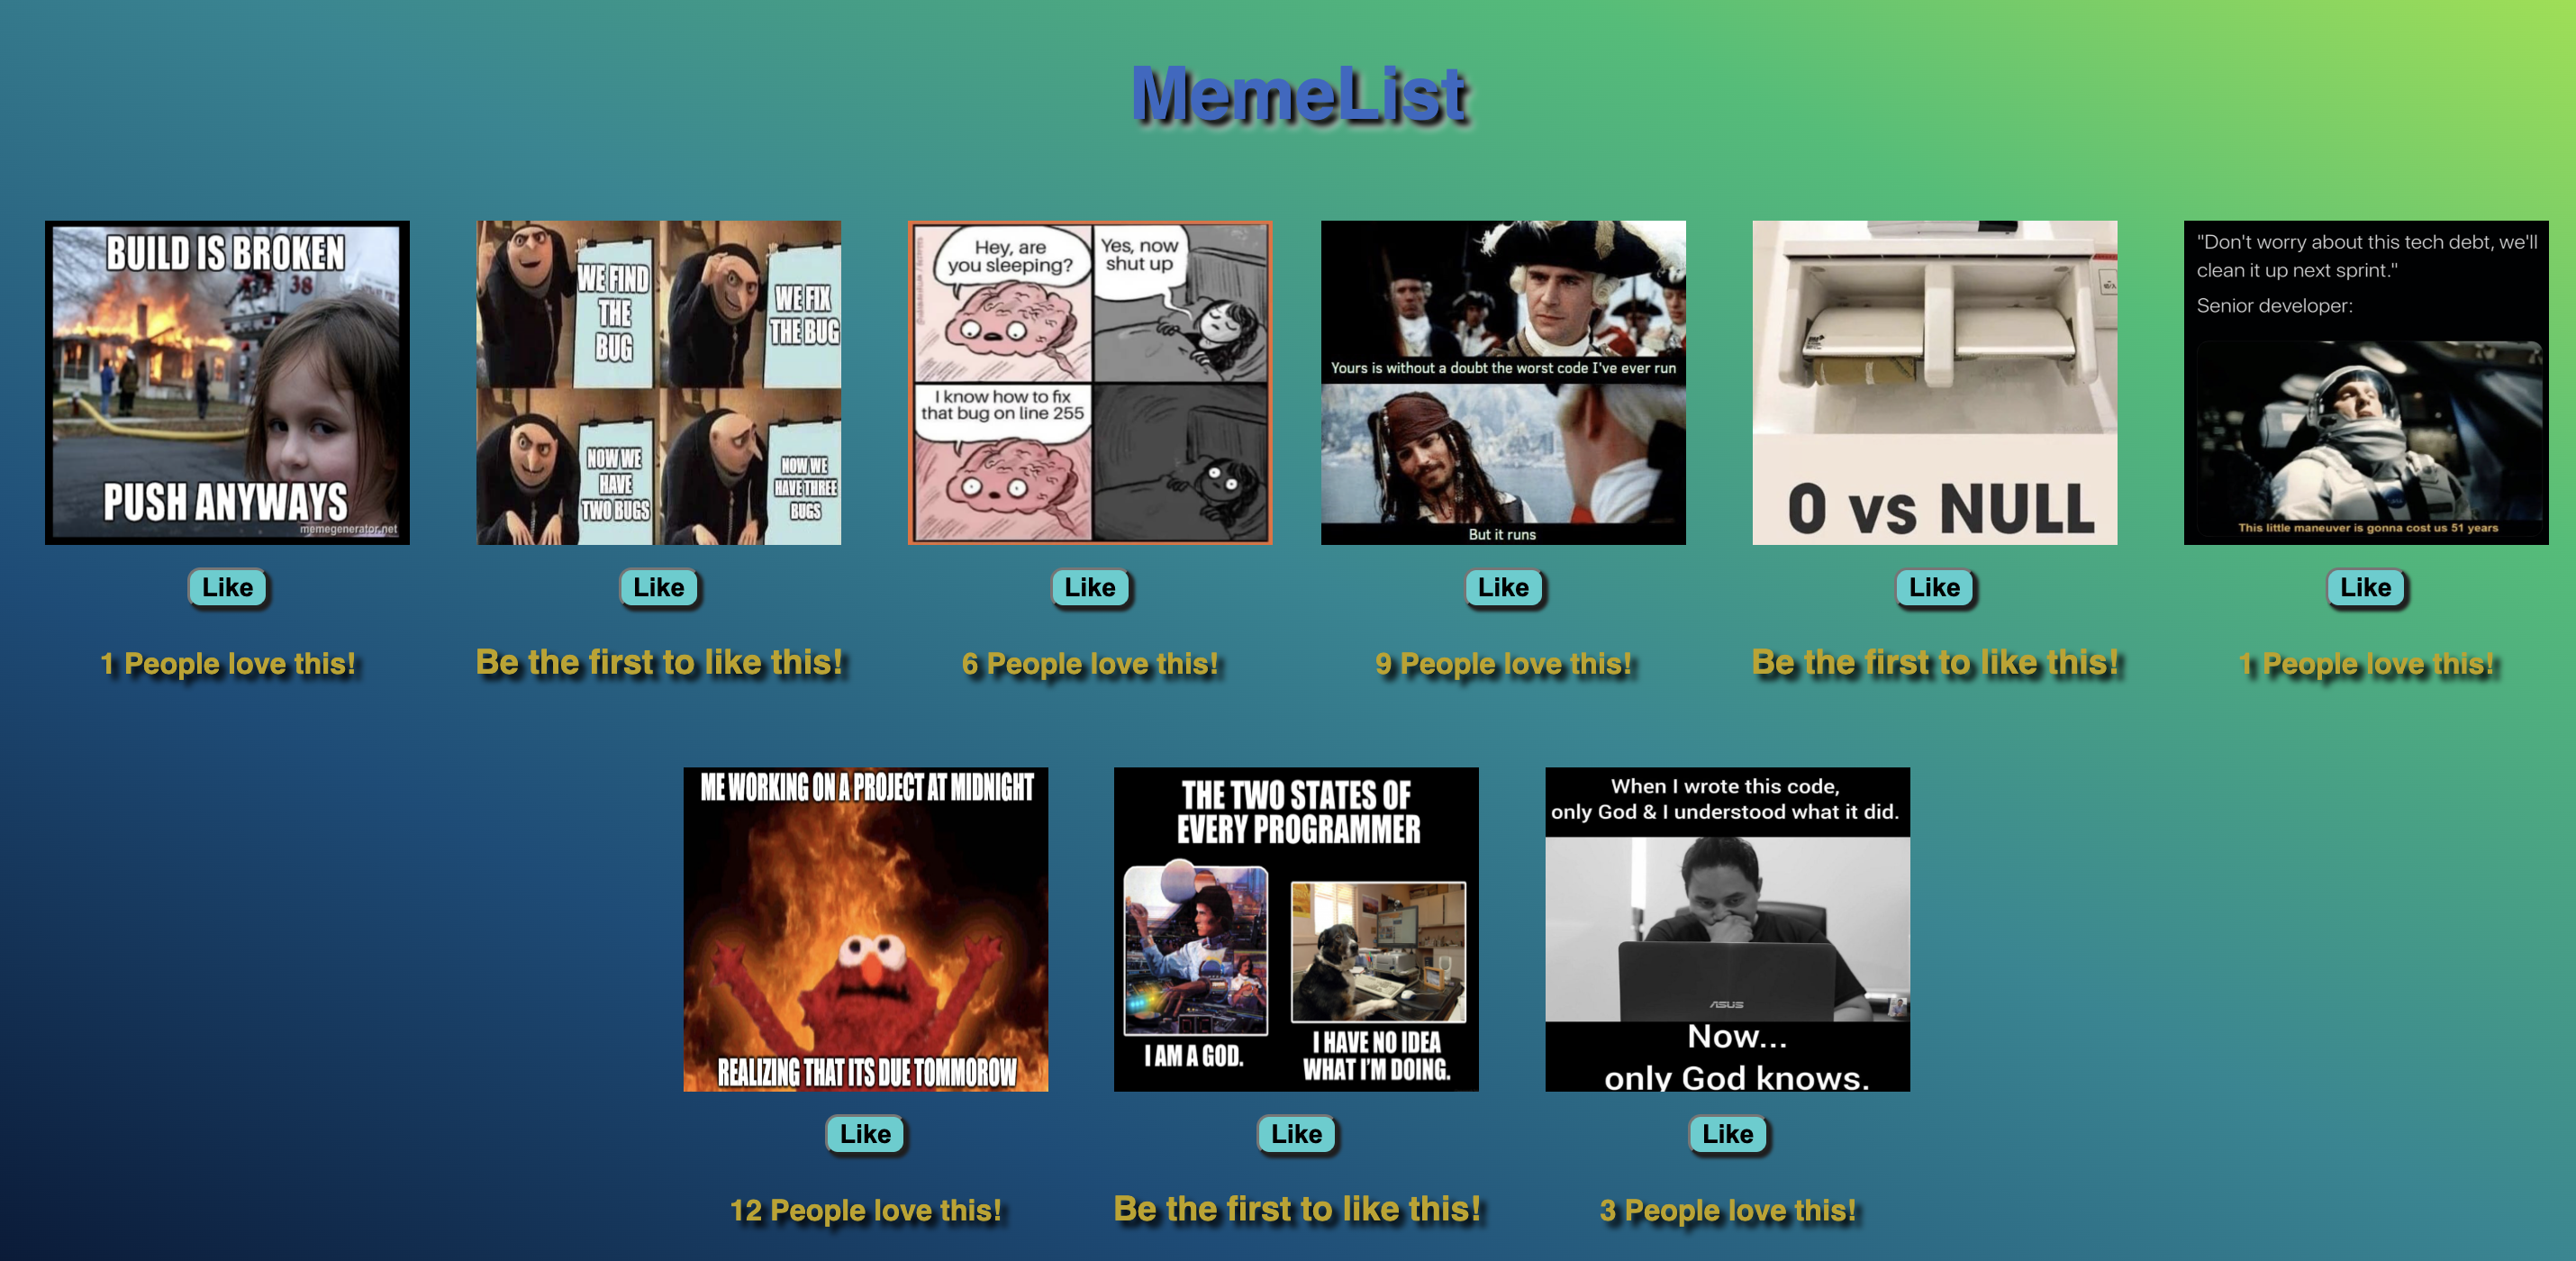 MemeList
BUILD IS BROKEN
38
PUSH ANYWAYS
memegenerator.net
Like
1 People love this!
WE FIND
THE
BUG
WE FIX
THE BUG
NOW WE
HAVE
TWO BUGS
NOW WE
HAVE THREE
BUGS
Like
Be the first to like this!
Hey, are
you sleeping?
Yes, now
shut up
I know how to fix
that bug on line 255
Like
6 People love this!
Yours is without a doubt the worst code I've ever run
But it runs
Like
9 People love this!
0 vs NULL
Like
Be the first to like this!
"Don't worry about this tech debt, we'll
clean it up next sprint."
Senior developer:
This little maneuver is gonna cost us 51 years
Like
1 People love this!
ME WORKING ON A PROJECT AT MIDNIGHT
REALIZING THAT ITS DUE TOMMOROW
Like
12 People love this!
THE TWO STATES OF
EVERY PROGRAMMER
I AM A GOD.
I HAVE NO IDEA
WHAT I'M DOING.
Like
Be the first to like this!
When I wrote this code,
only God & I understood what it did.
ASUS
Now...
only God knows.
Like
3 People love this!